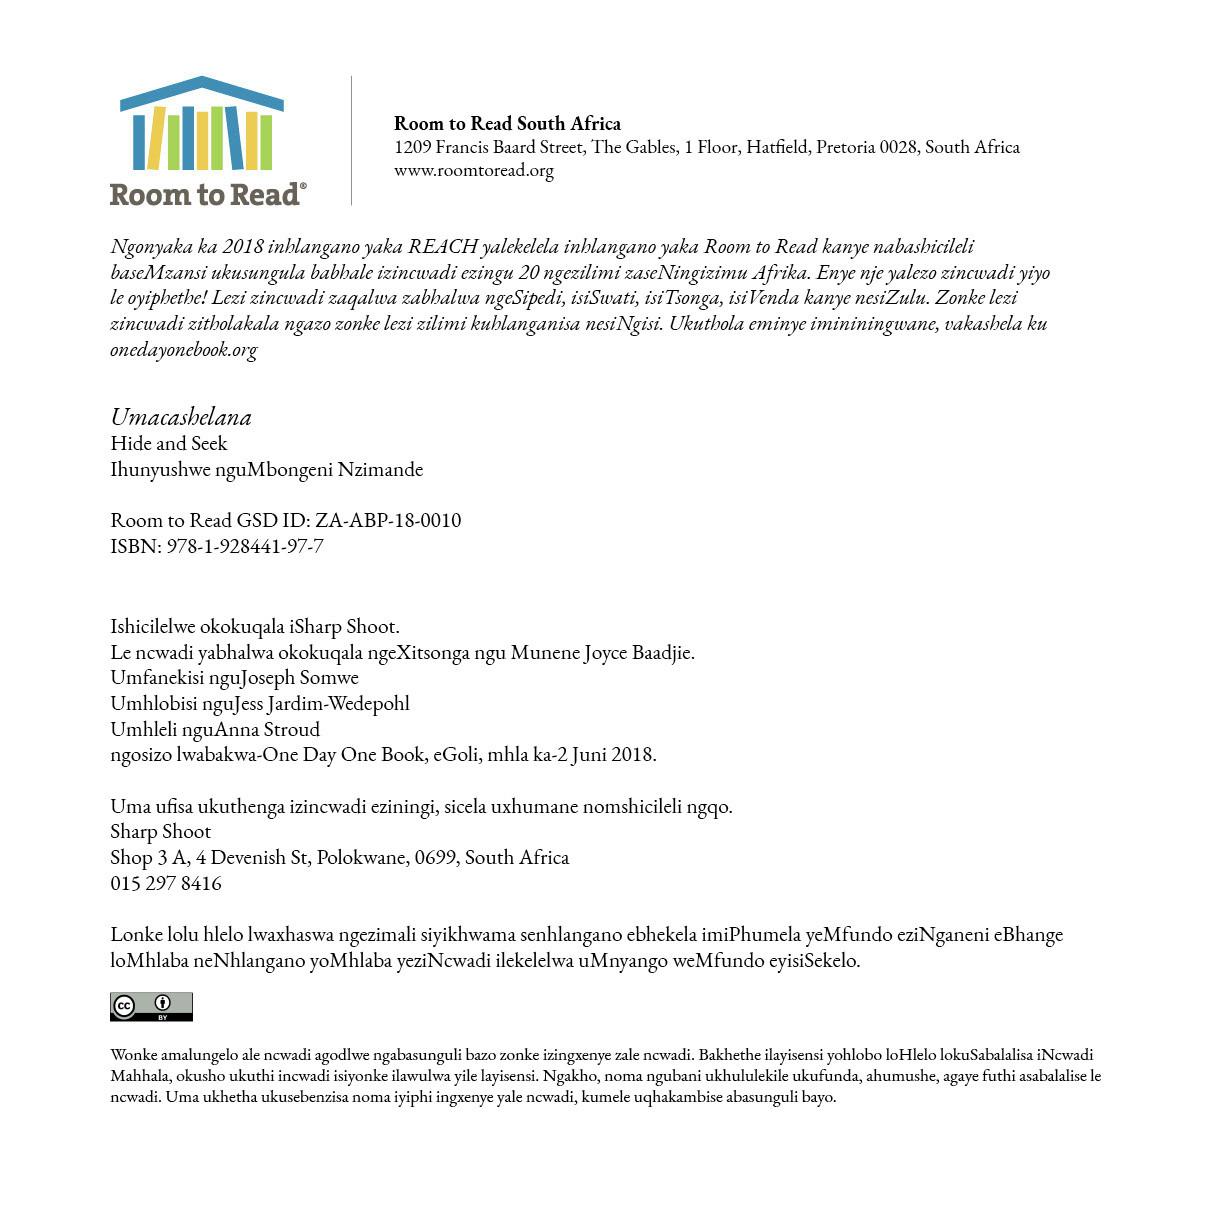 Room to Read®
Room to Read South Africa
1209 Francis Baard Street, The Gables, 1 Floor, Hatfield, Pretoria 0028, South Africa
www.roomtoread.org
Ngonyaka ka 2018 inhlangano yaka REACH yalekelela inhlangano yaka Room to Read kanye nabashicileli
baseMzansi ukusungula babhale izincwadi ezingu 20 ngezilimi zaseNingizimu Afrika. Enye nje yalezo zincwadi yiyo
le oyiphethe! Lezi zincwadi zaqalwa zabhalwa ngeSipedi, isiSwati, isiTsonga, isiVenda kanye nesiZulu. Zonke lezi
zincwadi zitholakala ngazo zonke lezi zilimi kuhlanganisa nesiNgisi. Ukuthola eminye imininingwane, vakashela ku
onedayonebook.org
Umacashelana
Hide and Seek
Ihunyushwe nguMbongeni Nzimande
Room to Read GSD ID: ZA-ABP-18-0010
ISBN: 978-1-928441-97-7
Ishicilelwe okokuqala iSharp Shoot.
Le ncwadi yabhalwa okokuqala ngeXitsonga ngu Munene Joyce Baadjie.
Umfanekisi nguJoseph Somwe
Umhlobisi nguJess Jardim-Wedepohl
Umhleli nguAnna Stroud
ngosizo lwabakwa-One Day One Book, eGoli, mhla ka-2 Juni 2018.
Uma ufisa ukuthenga izincwadi eziningi, sicela uxhumane nomshicileli ngqo.
Sharp Shoot
Shop 3 A, 4 Devenish St, Polokwane, 0699, South Africa
015 297 8416
Lonke lolu hlelo lwaxhaswa ngezimali siyikhwama senhlangano ebhekela imiPhumela yeMfundo eziNganeni eBhange
loMhlaba neNhlangano yoMhlaba yeziNcwadi ilekelelwa uMnyango weMfundo eyisiSekelo.
cc BY
Wonke amalungelo ale ncwadi agodlwe ngabasunguli bazo zonke izingxenye zale ncwadi. Bakhethe ilayisensi yohlobo loHlelo lokuSabalalisa iNcwadi
Mahhala, okusho ukuthi incwadi isiyonke ilawulwa yile layisensi. Ngakho, noma ngubani ukhululekile ukufunda, ahumushe, agaye futhi asabalalise le
ncwadi. Uma ukhetha ukusebenzisa noma iyiphi ingxenye yale ncwadi, kumele uqhakambise abasunguli bayo.